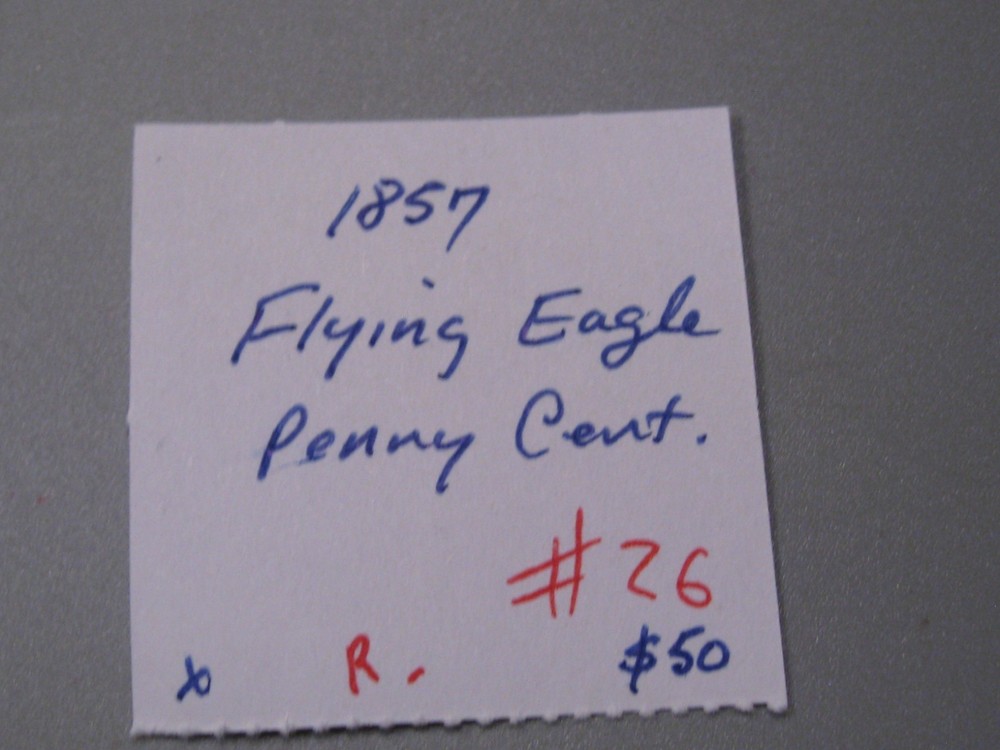 1857
Flying Eagle
Penny Cent.
#26
x R. $50